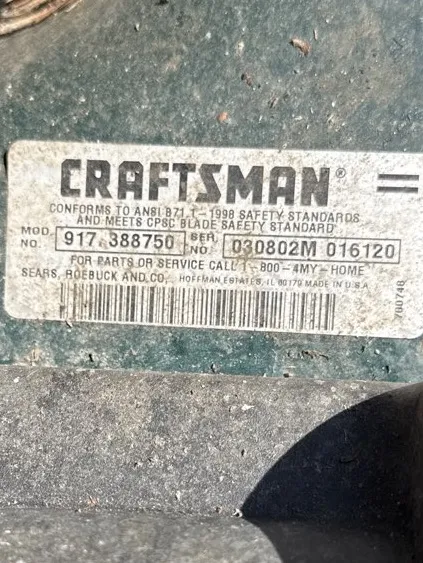 CRAFTSMAN®
CONFORMS TO ANSI B71.1-1998 SAFETY STANDARDS
AND MEETS CPSC BLADE SAFETY STANDARD
MOD. NO. 917.388750 SER. NO. 030802M 016120
FOR PARTS OR SERVICE CALL 1-800-4MY-HOME
SEARS, ROEBUCK AND CO. HOFFMAN ESTATES, IL 60179 MADE IN U.S.A
760748